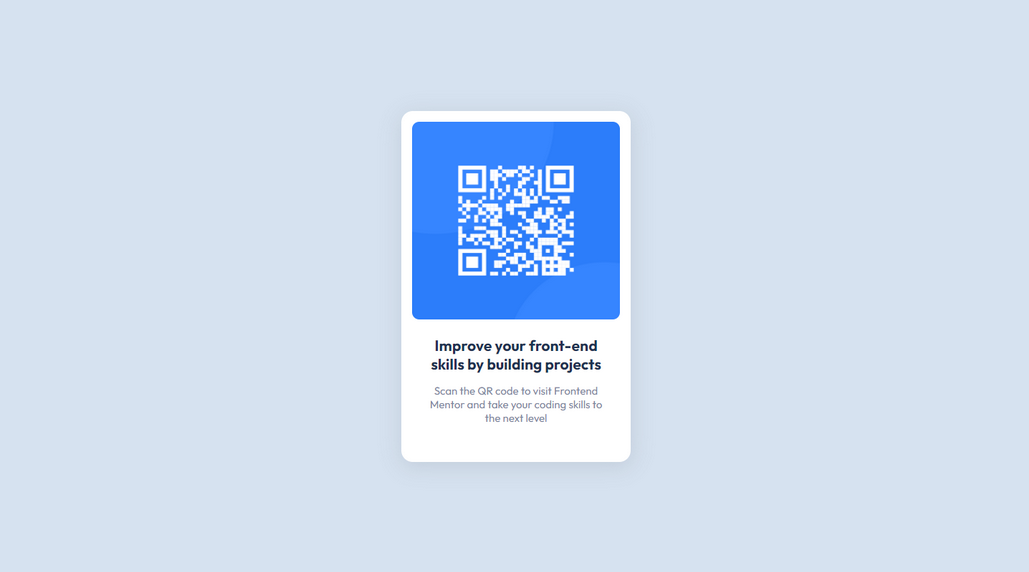 Improve your front-end
skills by building projects
Scan the QR code to visit Frontend
Mentor and take your coding skills to
the next level